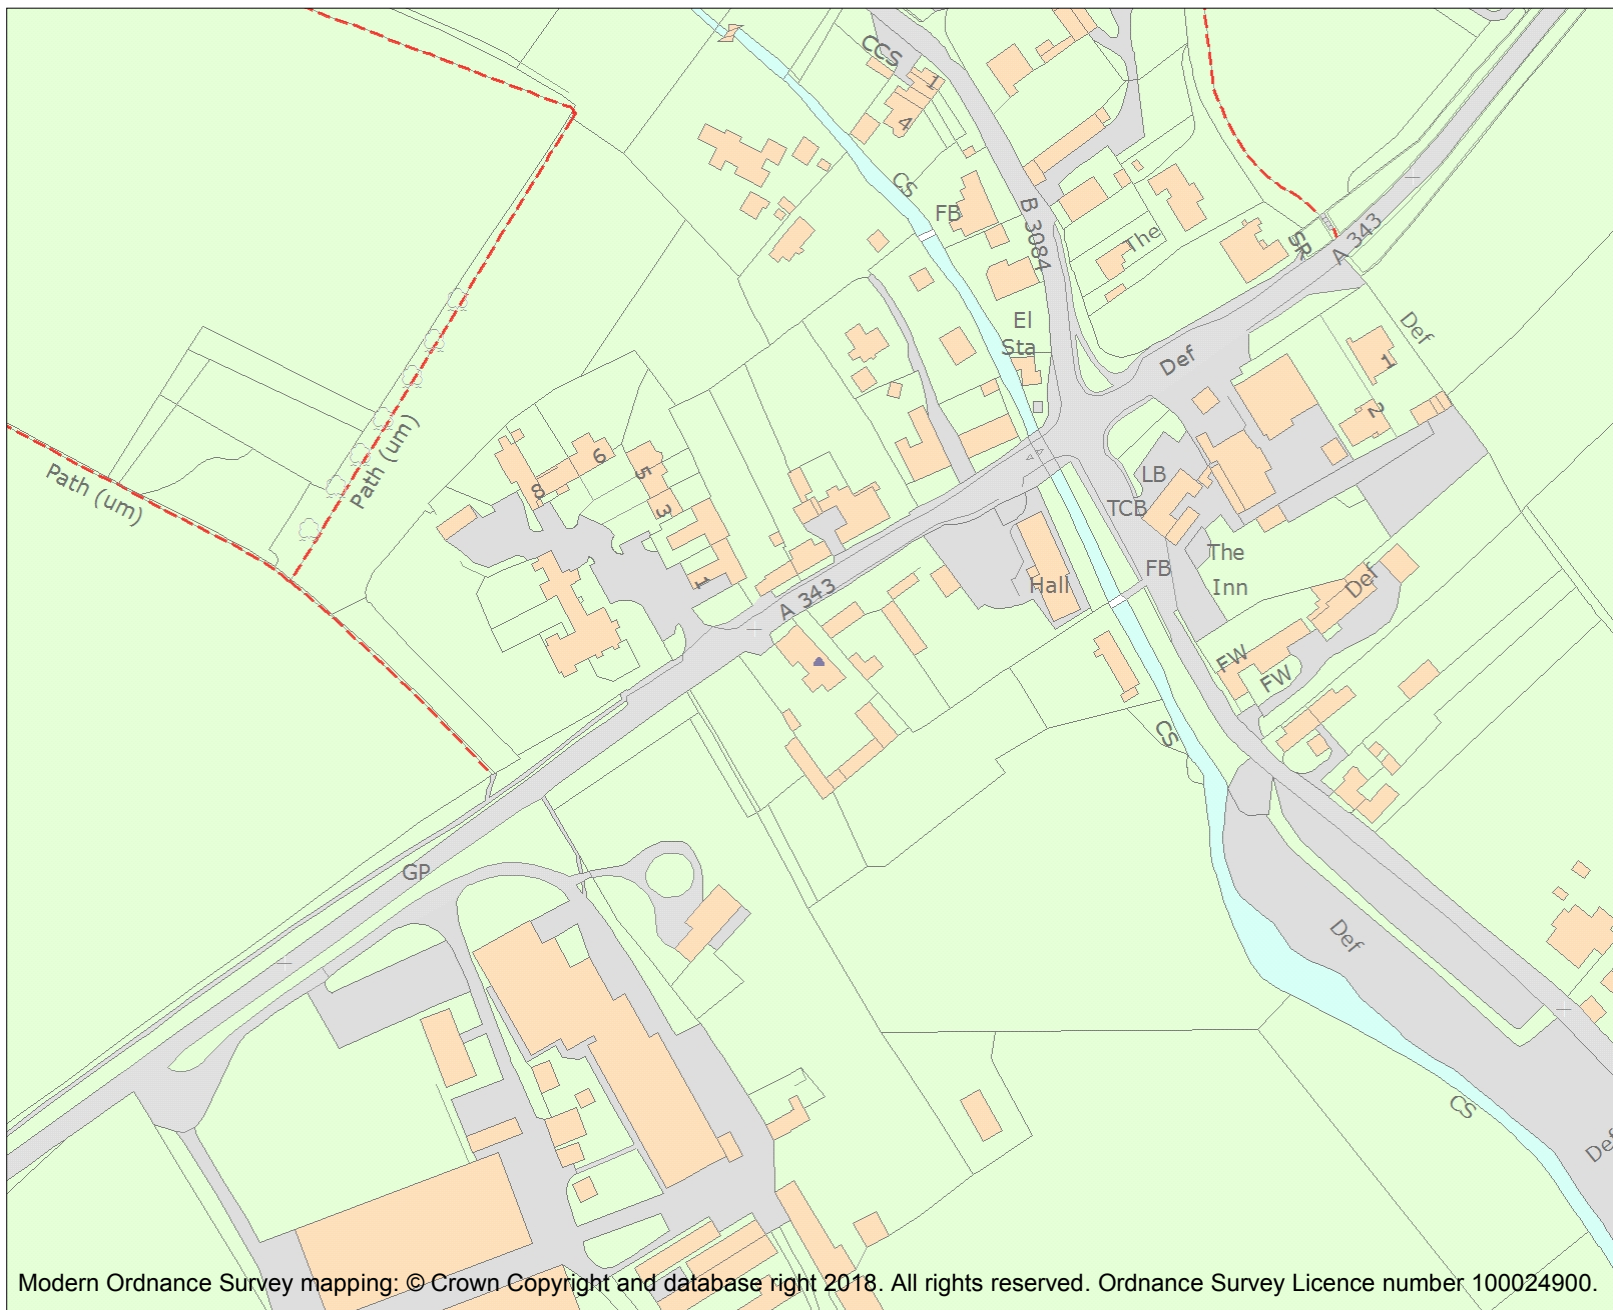 CCS
1
4
CS
FB
B 3084
The
SR
A 343
El
Sta
Def
Def
1
2
Path (um)
Path (um)
6
8
5
3
1
LB
TCB
The
Inn
FB
Hall
Def
A 343
FW
FW
CS
GP
Def
CS
Def
Modern Ordnance Survey mapping: © Crown Copyright and database right 2018. All rights reserved. Ordnance Survey Licence number 100024900.